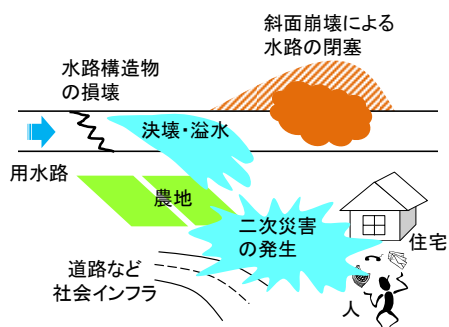 斜面崩壊による
水路の閉塞
水路構造物
の損壊
決壊・溢水
用水路
農地
二次災害
の発生
住宅
道路など
社会インフラ
人